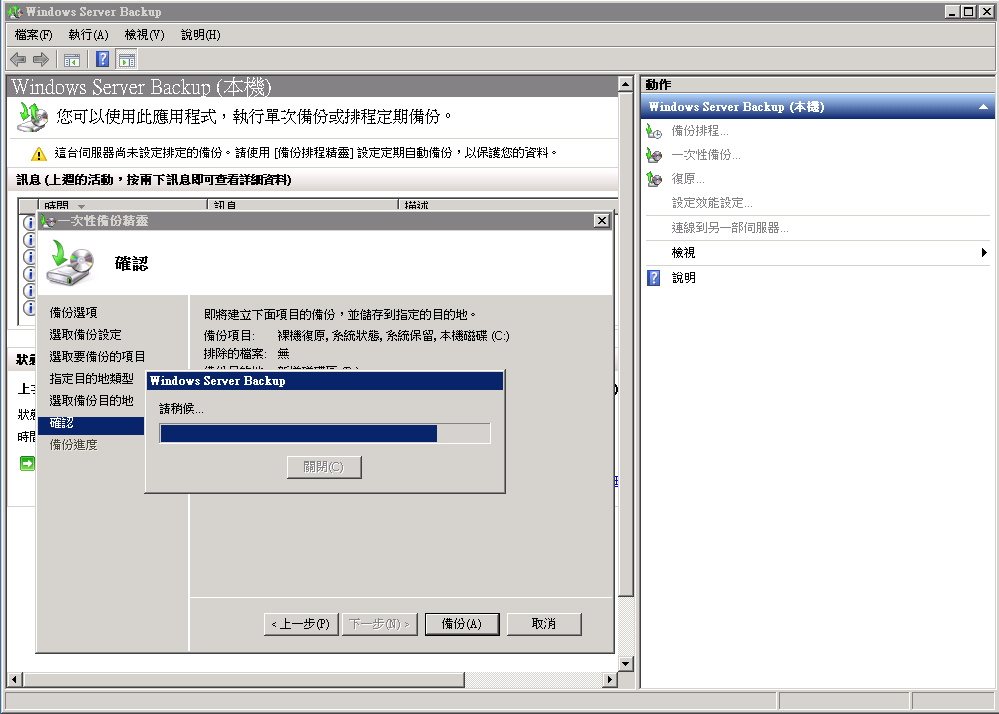 Windows Server Backup
檔案(F) 執行(A) 檢視(V) 說明(H)
Windows Server Backup (本機)
您可以使用此應用程式，執行單次備份或排程定期備份。
這台伺服器尚未設定排定的備份。請使用 [備份排程精靈] 設定定期自動備份，以保護您的資料。
訊息 (上週的活動，按兩下訊息即可查看詳細資料)
時間 訊息 描述
一次性備份精靈
確認
備份選項
選取備份設定
選取要備份的項目
指定目的地類型
選取備份目的地
確認
備份進度
即將建立下面項目的備份，並儲存到指定的目的地。
備份項目: 裸機復原, 系統狀態, 系統保留, 本機磁碟 (C:)
排除的檔案: 無
Windows Server Backup
請稍候...
關閉(C)
< 上一步(P) 下一步(N) > 備份(A) 取消
動作
Windows Server Backup (本機)
備份排程...
一次性備份...
復原...
設定效能設定...
連線到另一部伺服器...
檢視
說明